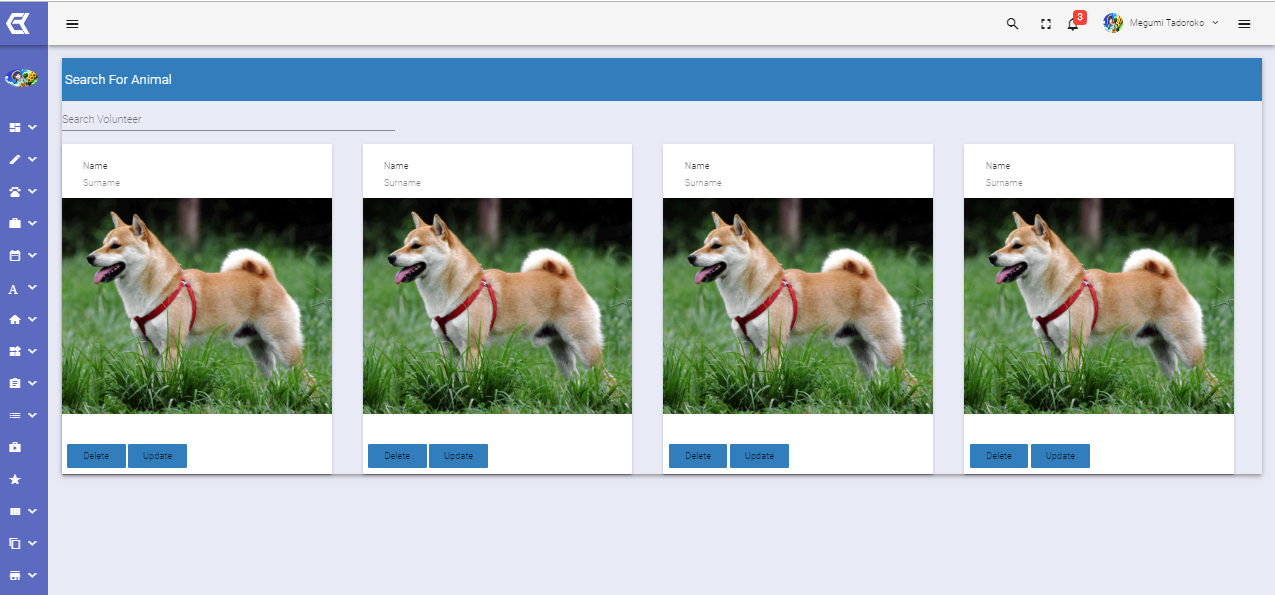 3
Megumi Tadoroko
Search For Animal
Search Volunteer
Name
Surname
Name
Surname
Name
Surname
Name
Surname
A
Delete Update
Delete Update
Delete Update
Delete Update